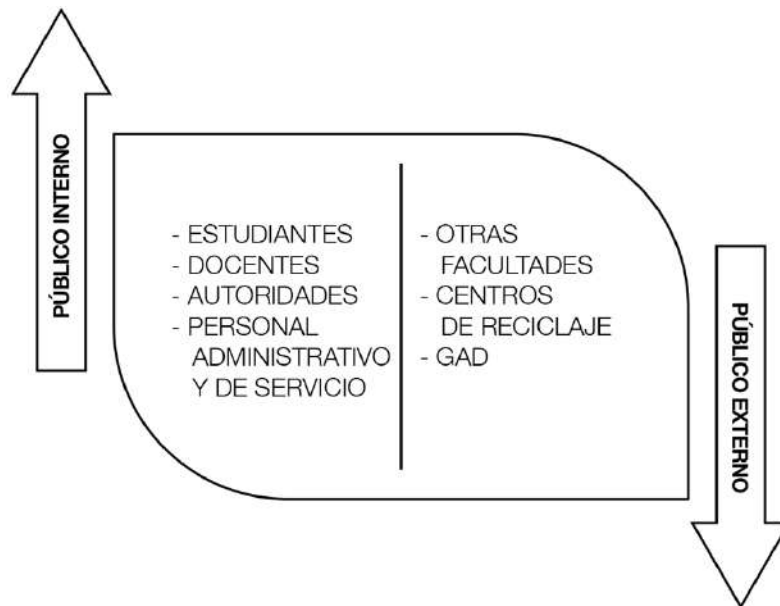 PÚBLICO INTERNO
- ESTUDIANTES
- DOCENTES
- AUTORIDADES
- PERSONAL
ADMINISTRATIVO
Y DE SERVICIO
- OTRAS
FACULTADES
- CENTROS
DE RECICLAJE
- GAD
PÚBLICO EXTERNO